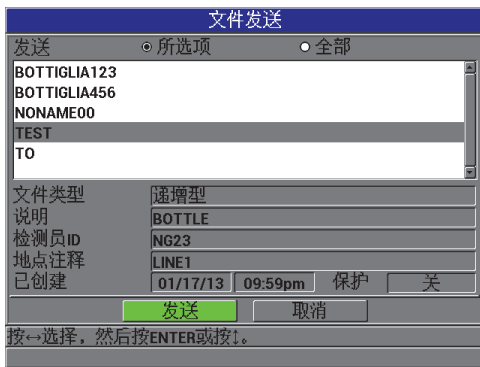 文件发送
发送 所选项 全部
BOTTIGLIA123
BOTTIGLIA456
NONAME00
TEST
TO
文件类型 递增型
说明 BOTTLE
检测员ID NG23
地点注释 LINE1
已创建 01/17/13 09:59pm 保护 关
发送 取消
按↔选择，然后按ENTER或按↕。